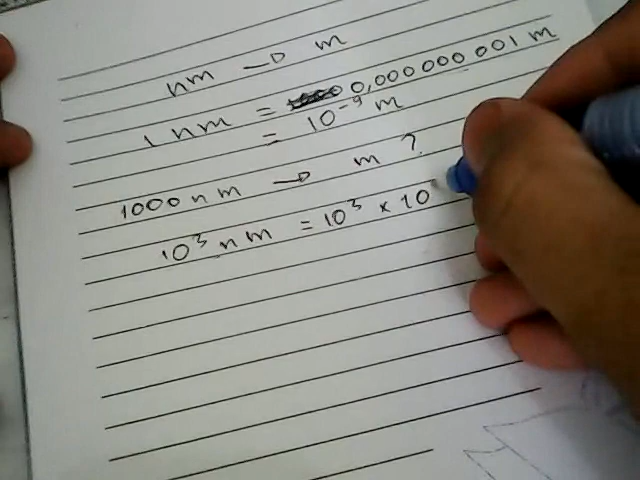 nm → m
1 nm = 0,000 000 001 m
= 10⁻⁹ m
1000 nm → m ?
10³ nm = 10³ × 10